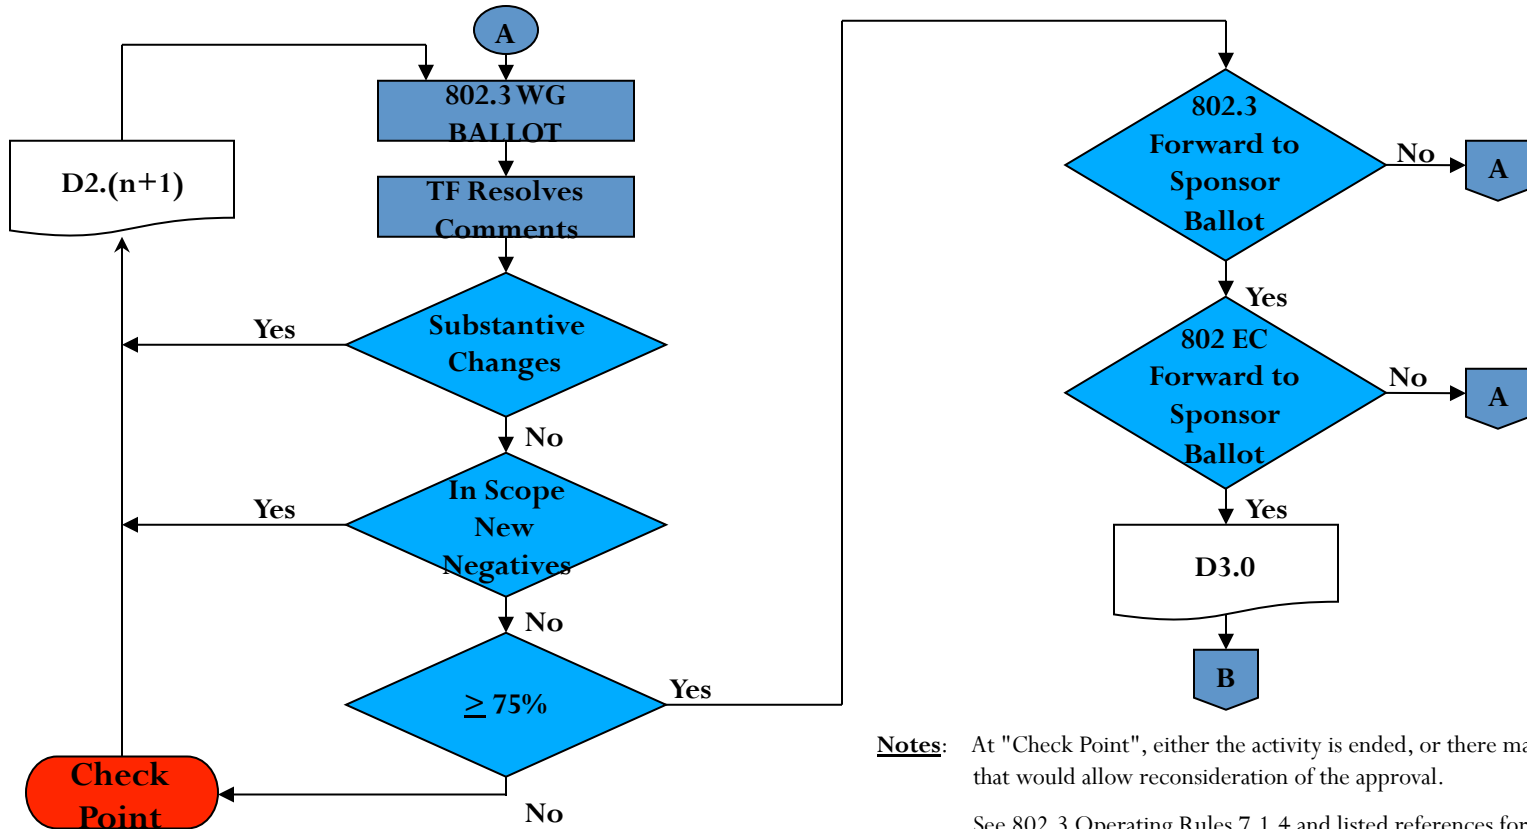 A
802.3 WG
BALLOT
D2.(n+1)
TF Resolves
Comments
Substantive
Changes
Yes
No
In Scope
New
Negatives
Yes
No
≥ 75%
Yes
No
Check
Point
802.3
Forward to
Sponsor
Ballot
No
A
Yes
802 EC
Forward to
Sponsor
Ballot
No
A
Yes
D3.0
B
Notes: At "Check Point", either the activity is ended, or there ma
that would allow reconsideration of the approval.
See 802.3 Operating Rules 7.1.4 and listed references for